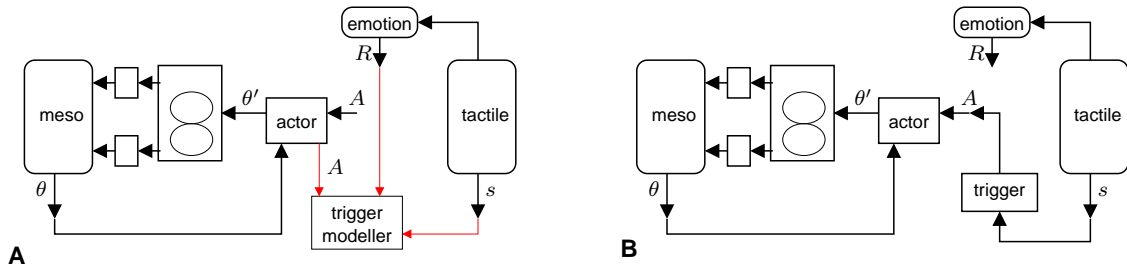 emotion
R
meso
θ′
actor
A
tactile
θ
A
s
trigger
modeller
A
emotion
R
meso
θ′
actor
A
tactile
θ
trigger
s
B